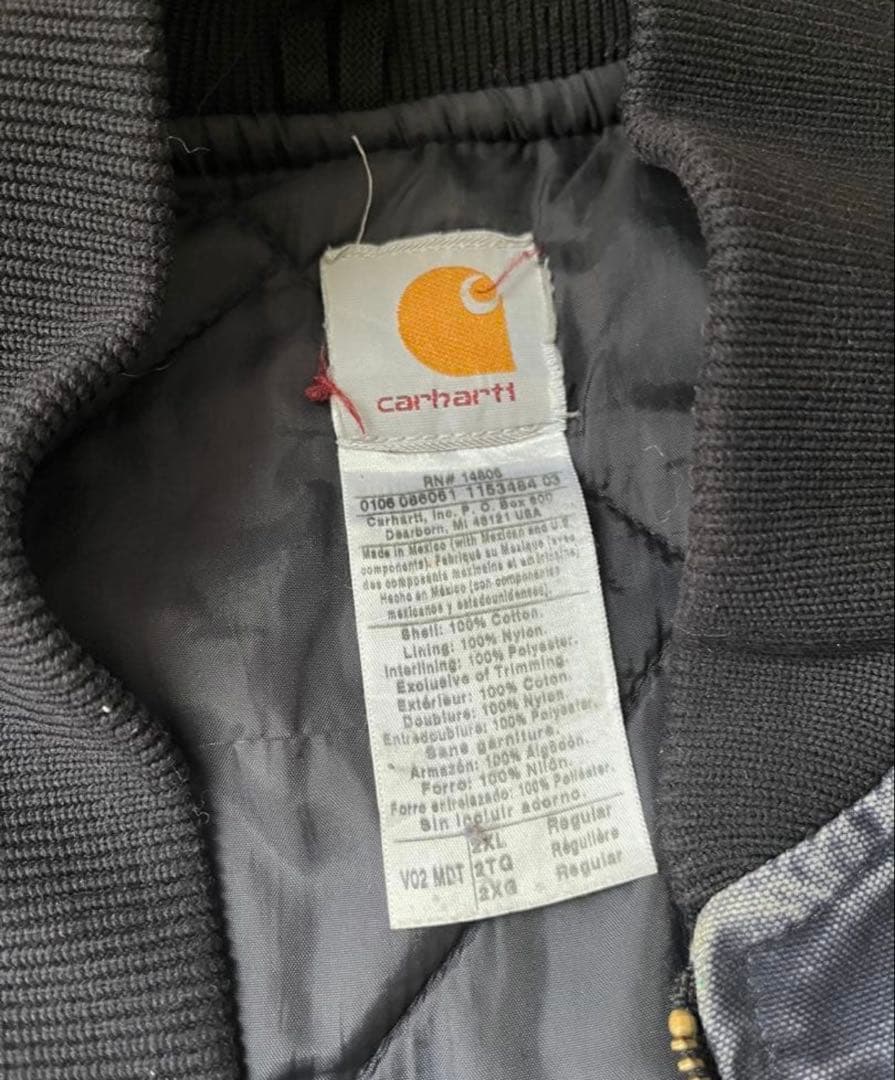 carhartt
RN# 14806
0106 086061 1153484 03
Carhartt, Inc. P. O. Box 600
Dearborn, MI 48121 USA
Made in Mexico (with Mexican and U.S.
components). Fabriqué au Mexique (avec
des composants mexicains et américains)
Hecho en México (con componentes
mexicanos y estadounidenses).
Shell: 100% Cotton.
Lining: 100% Nylon.
Interlining: 100% Polyester.
Exclusive of Trimming.
Extérieur: 100% Coton.
Doublure: 100% Nylon.
Entredoublure: 100% Polyester.
Sans garniture.
Armazón: 100% Algodón.
Forro: 100% Nilón.
Forro entrelazado: 100% Poliéster.
Sin incluir adorno.
2XL Regular
V02 MDT 2TG Régulière
2XG Regular